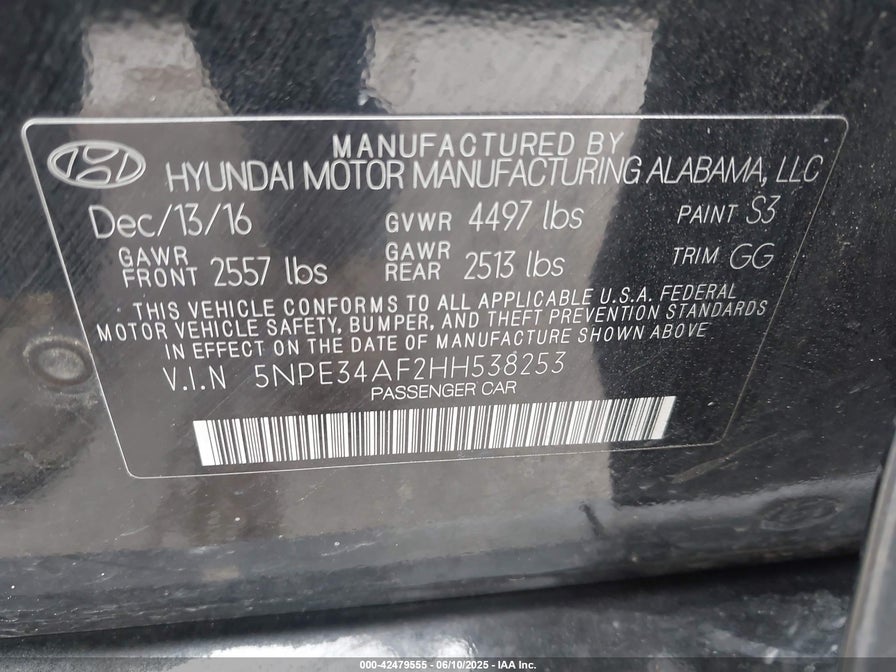 MANUFACTURED BY
HYUNDAI MOTOR MANUFACTURING ALABAMA, LLC
Dec/13/16 GVWR 4497 lbs PAINT S3
GAWR FRONT 2557 lbs GAWR REAR 2513 lbs TRIM GG
THIS VEHICLE CONFORMS TO ALL APPLICABLE U.S.A. FEDERAL
MOTOR VEHICLE SAFETY, BUMPER, AND THEFT PREVENTION STANDARDS
IN EFFECT ON THE DATE OF MANUFACTURE SHOWN ABOVE
V.I.N 5NPE34AF2HH538253
PASSENGER CAR
000-42479555 - 06/10/2025 - IAA Inc.